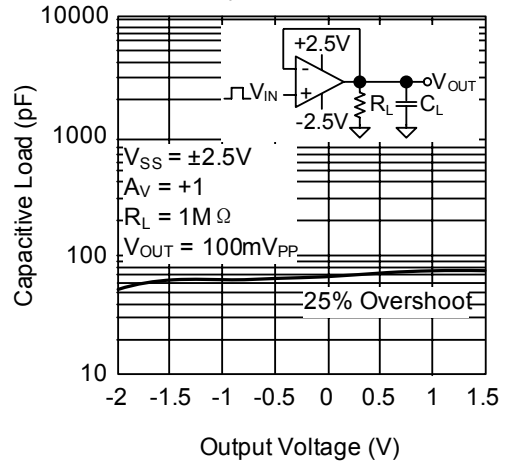 10000
1000
100
10
Capacitive Load (pF)
+2.5V
-
+
V_IN
-2.5V
R_L
C_L
V_OUT
V_SS = ±2.5V
A_V = +1
R_L = 1MΩ
V_OUT = 100mV_PP
25% Overshoot
-2 -1.5 -1 -0.5 0 0.5 1 1.5
Output Voltage (V)